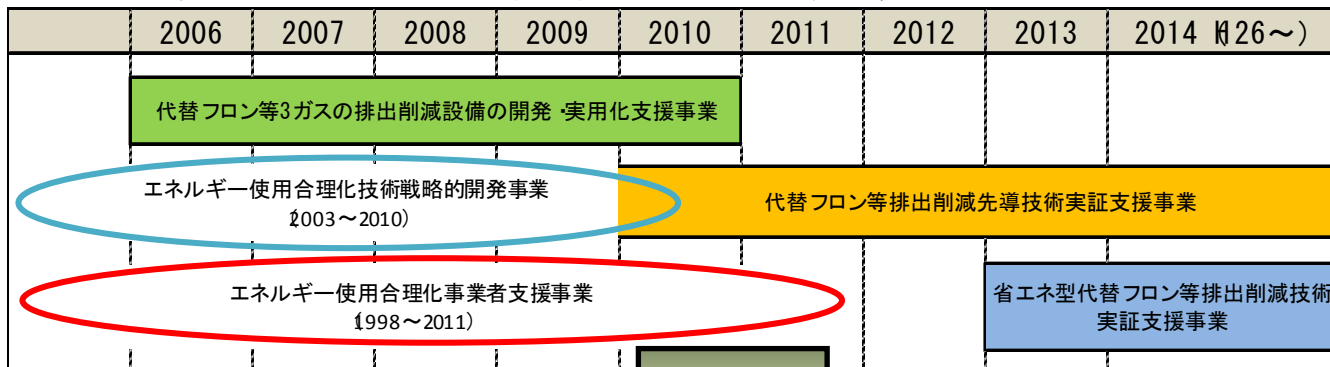 2006 2007 2008 2009 2010 2011 2012 2013 2014 (H26～)
代替フロン等3ガスの排出削減設備の開発・実用化支援事業
エネルギー使用合理化技術戦略的開発事業
(2003～2010)
代替フロン等排出削減先導技術実証支援事業
エネルギー使用合理化事業者支援事業
(1998～2011)
省エネ型代替フロン等排出削減技術
実証支援事業